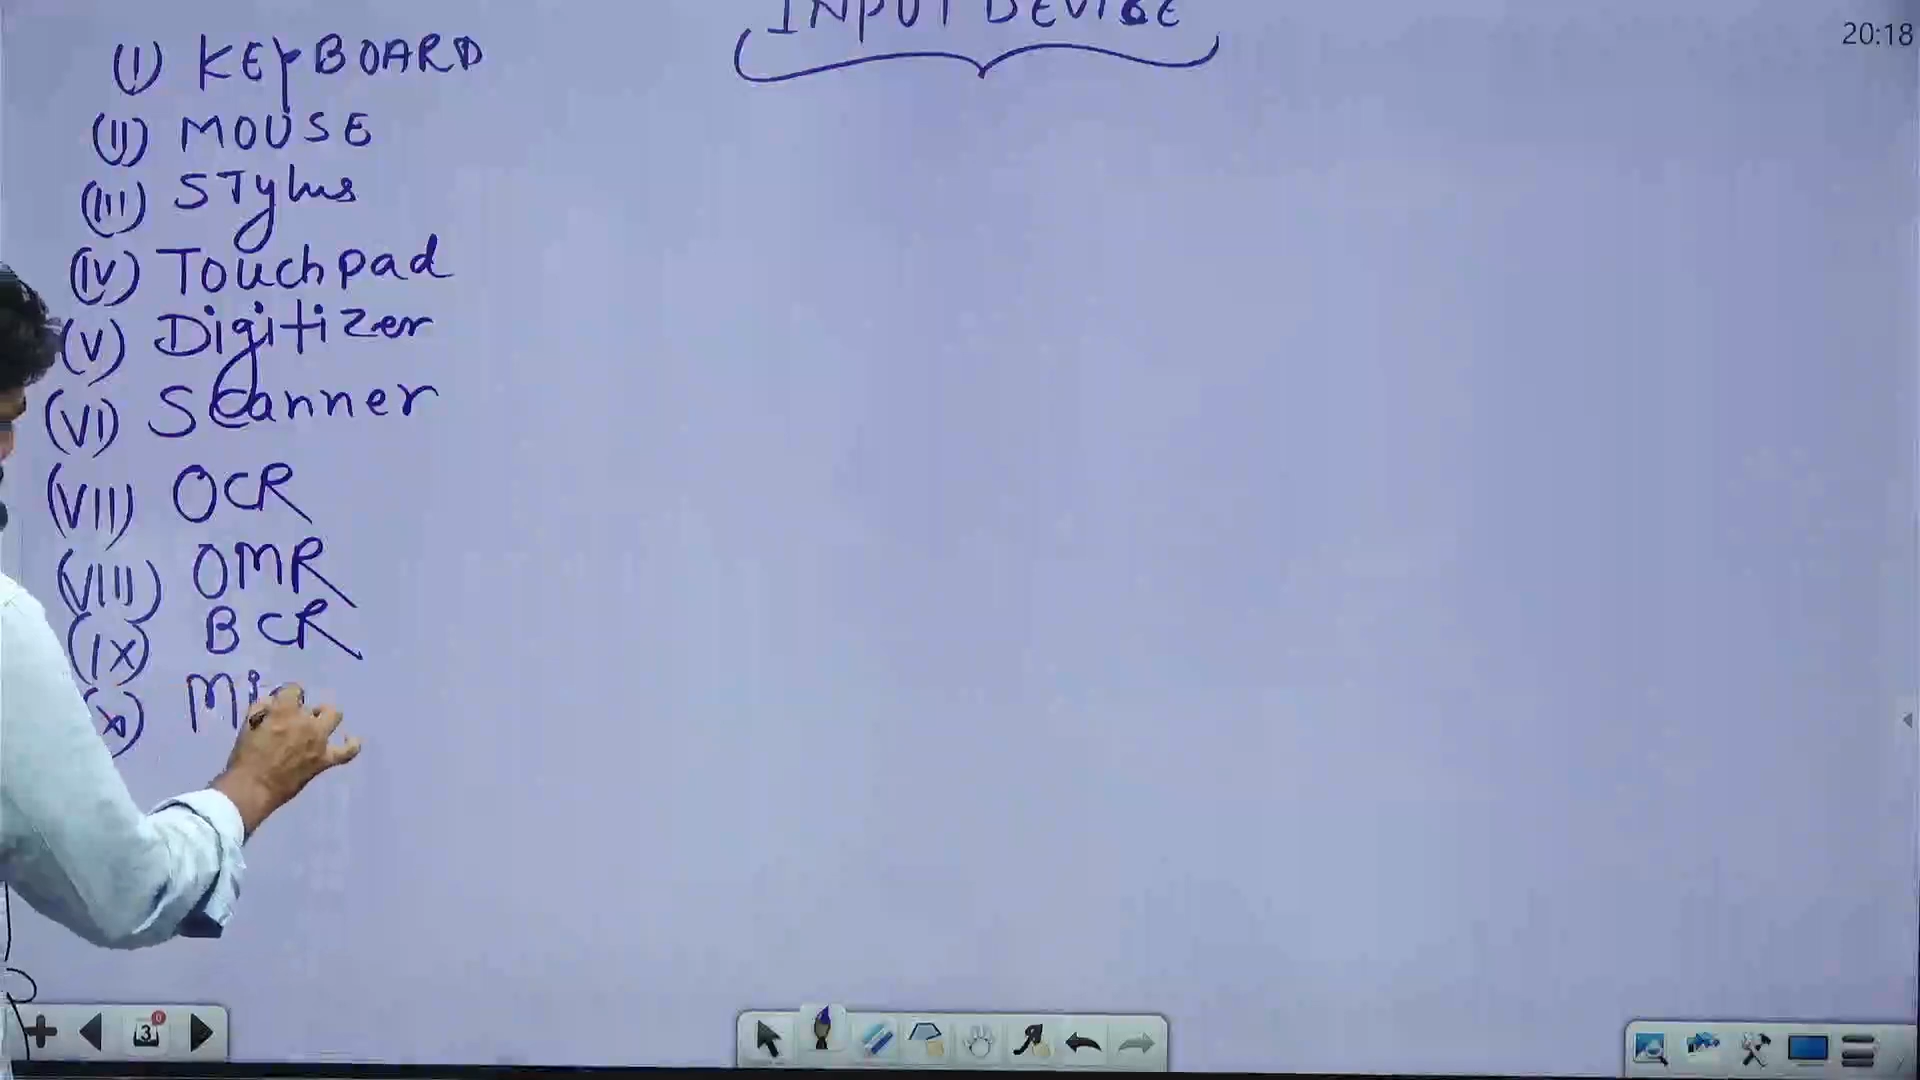 INPUT DEVICE
20:18
(I) KEYBOARD
(II) MOUSE
(III) STylus
(IV) Touchpad
(V) Digitizer
(VI) Scanner
(VII) OCR
(VIII) OMR
(IX) BCR
(X)
3